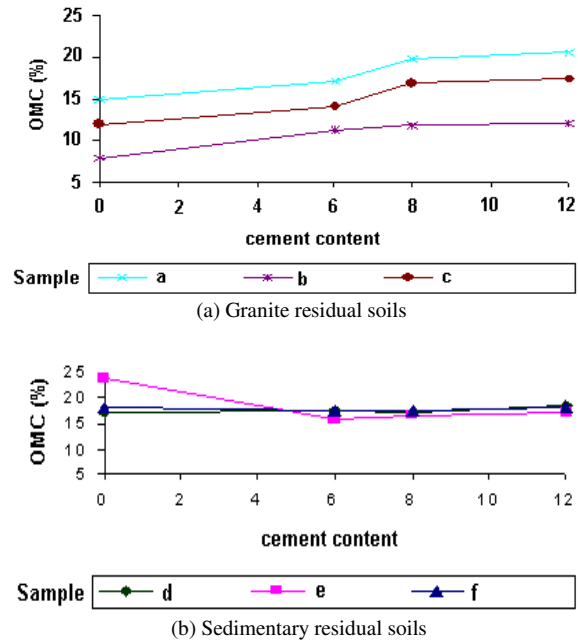 25
20
15
10
5
OMC (%)
0 2 4 6 8 10 12
cement content
Sample a b c
(a) Granite residual soils
25
20
15
10
5
OMC (%)
0 2 4 6 8 10 12
cement content
Sample d e f
(b) Sedimentary residual soils